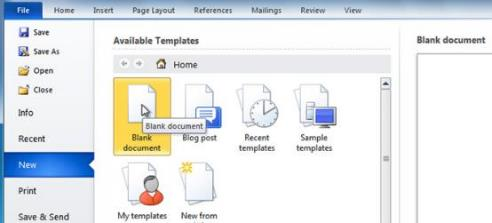 File Home Insert Page Layout References Mailings Review View
Save
Save As
Open
Close
Info
Recent
New
Print
Save & Send
Available Templates
Home
Blank document
Blank
document
Blog post
Recent
templates
Sample
templates
My templates
New from
Blank document